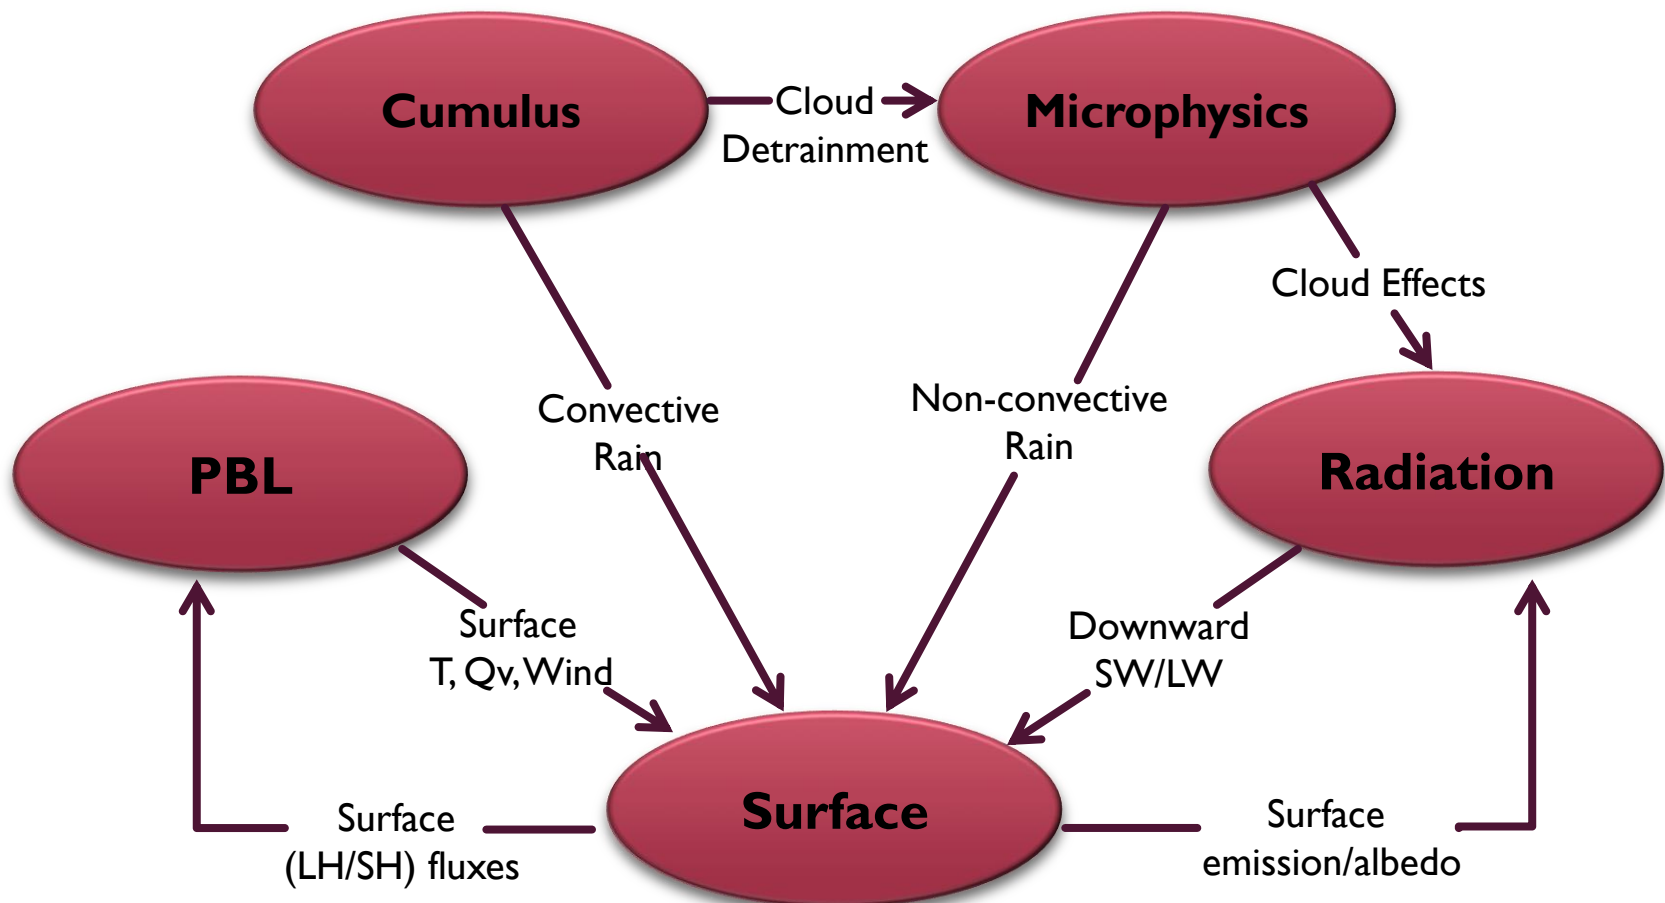 Cumulus
Cloud
Detrainment
Microphysics
Cloud Effects
Convective
Rain
Non-convective
Rain
PBL
Radiation
Surface
T, Qv, Wind
Downward
SW/LW
Surface
(LH/SH) fluxes
Surface
Surface
emission/albedo